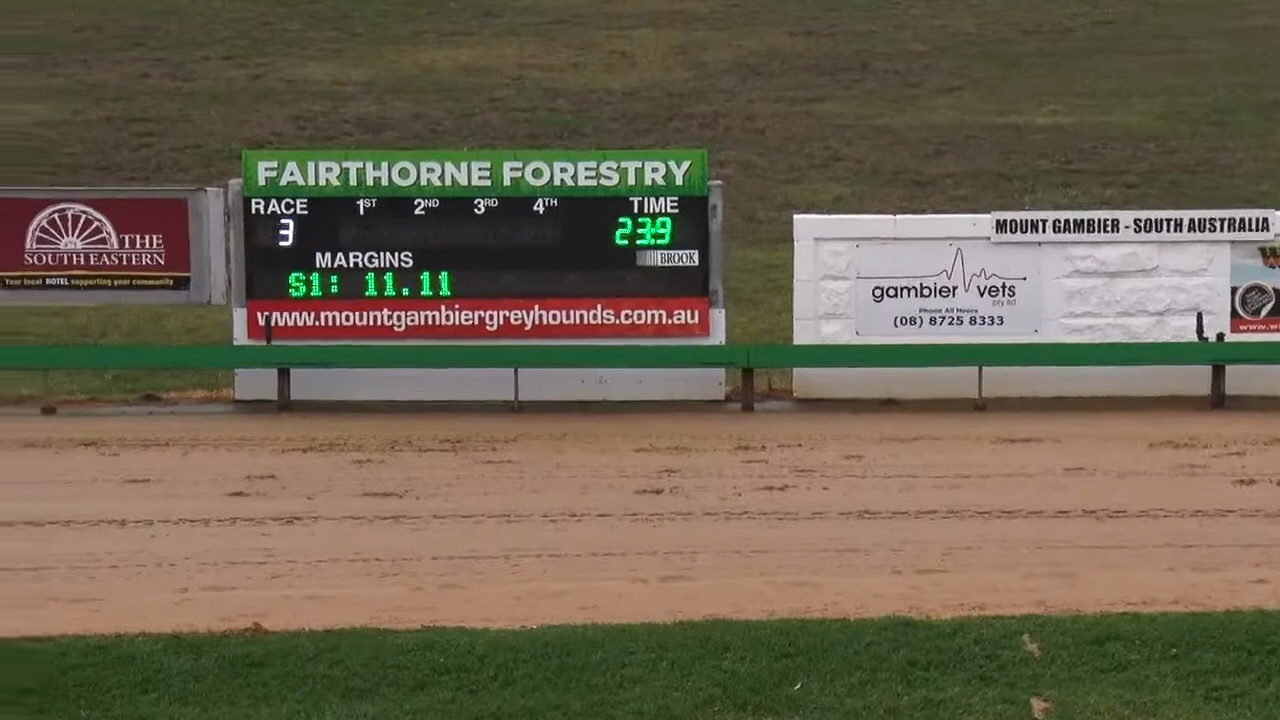 FAIRTHORNE FORESTRY
RACE 1ST 2ND 3RD 4TH TIME
3 23.9
MARGINS BROOK
S1: 11.11
www.mountgambiergreyhounds.com.au
THE
SOUTH EASTERN
Your local HOTEL supporting your community
MOUNT GAMBIER - SOUTH AUSTRALIA
gambier vets
pty ltd
Phone All Hours
(08) 8725 8333